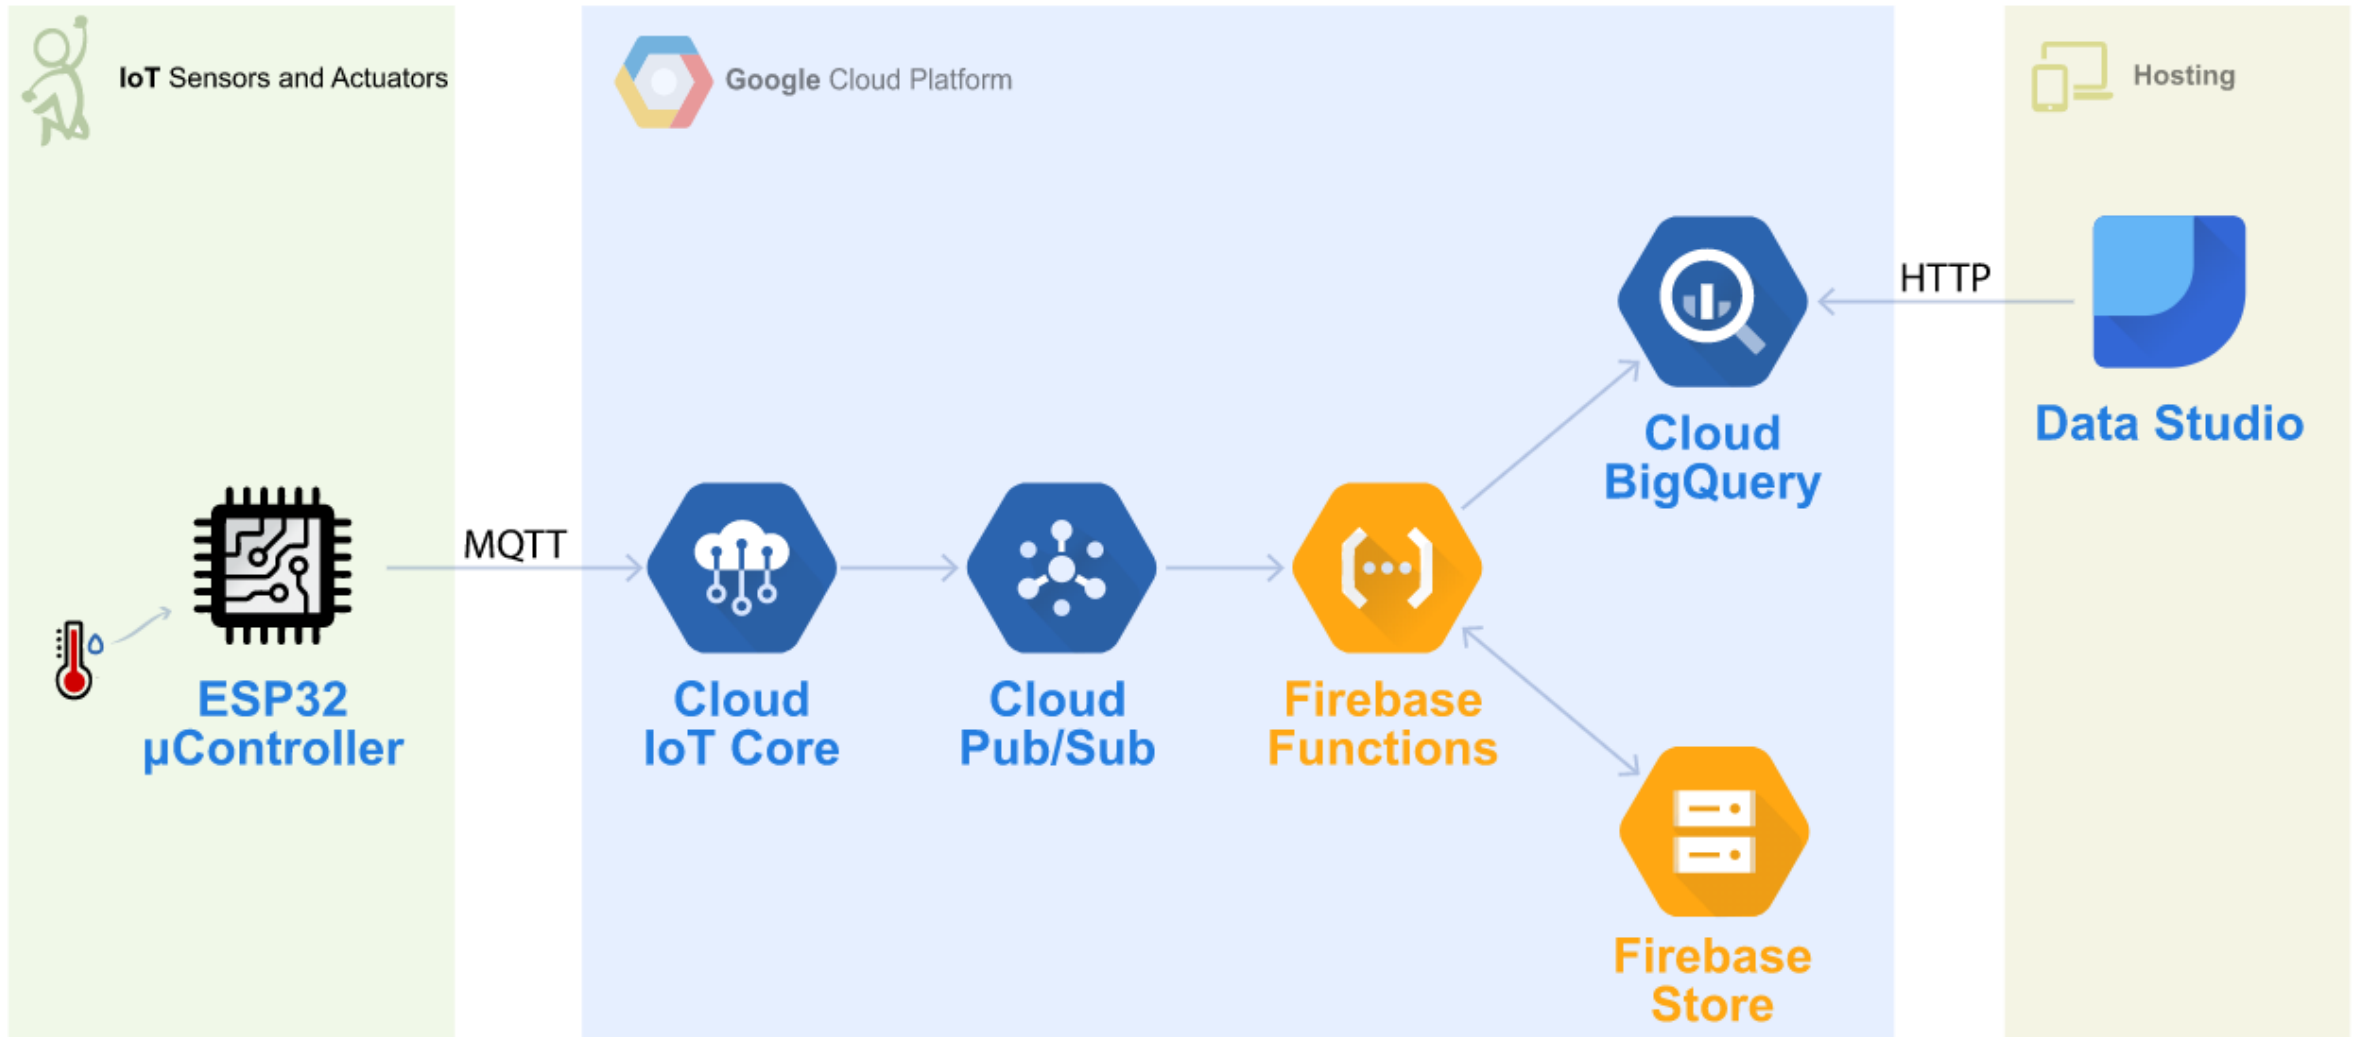 IoT Sensors and Actuators
Google Cloud Platform
Hosting
HTTP
Cloud
BigQuery
Data Studio
MQTT
ESP32
µController
Cloud
IoT Core
Cloud
Pub/Sub
Firebase
Functions
Firebase
Store